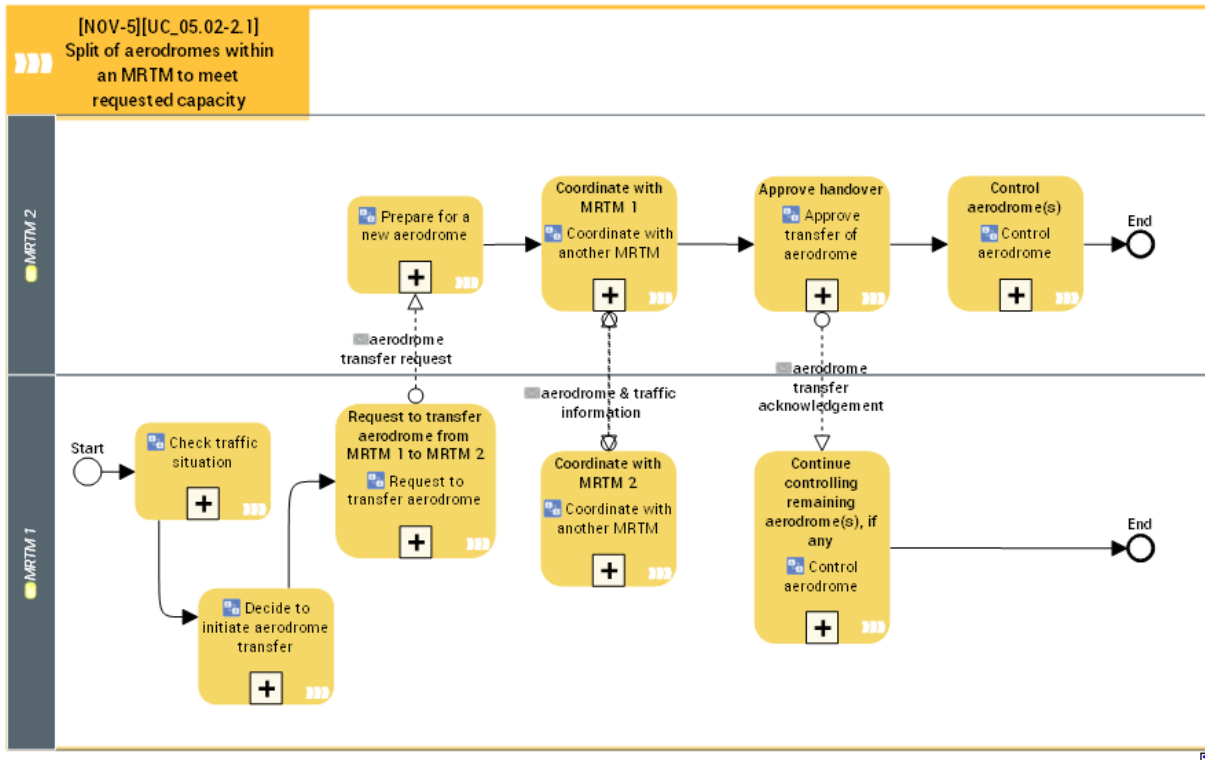 [NOV-5][UC_05.02-2.1]
Split of aerodromes within
an MRTM to meet
requested capacity
MRTM 2
Prepare for a
new aerodrome
Coordinate with
MRTM 1
Coordinate with
another MRTM
Approve handover
Approve
transfer of
aerodrome
Control
aerodrome(s)
Control
aerodrome
End
aerodrome
transfer request
aerodrome & traffic
information
aerodrome
transfer
acknowledgement
MRTM 1
Start
Check traffic
situation
Decide to
initiate aerodrome
transfer
Request to transfer
aerodrome from
MRTM 1 to MRTM 2
Request to
transfer aerodrome
Coordinate with
MRTM 2
Coordinate with
another MRTM
Continue
controlling
remaining
aerodrome(s), if
any
Control
aerodrome
End